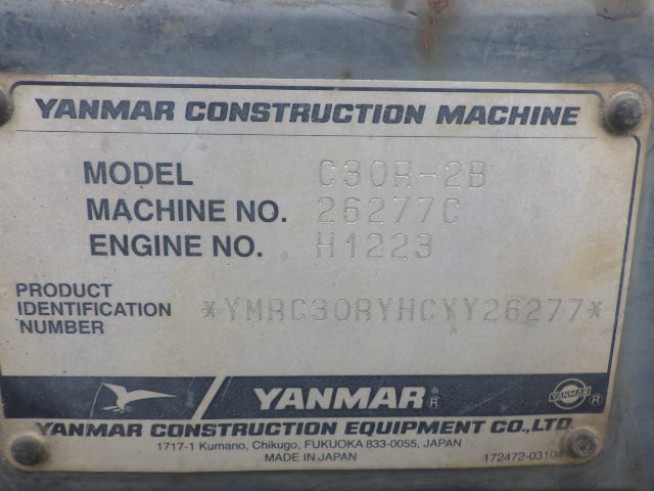 YANMAR CONSTRUCTION MACHINE
MODEL C30R-2B
MACHINE NO. 26277C
ENGINE NO. H1223
PRODUCT
IDENTIFICATION *YMRC30RYHCYY26277*
NUMBER
YANMAR® YANMAR ®
YANMAR CONSTRUCTION EQUIPMENT CO.,LTD.
1717-1 Kumano, Chikugo, FUKUOKA 833-0055, JAPAN
MADE IN JAPAN